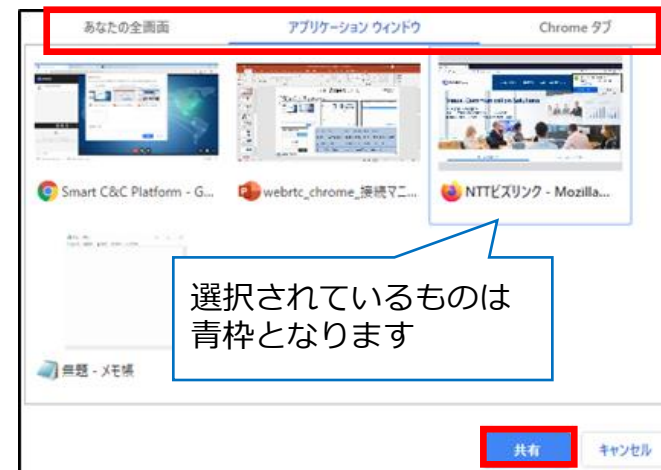 あなたの全画面 アプリケーション ウィンドウ Chrome タブ
Smart C&C Platform - G... webrtc_chrome_接続マニ... NTTビズリンク - Mozilla...
選択されているものは
青枠となります
無題 - メモ帳
共有 キャンセル